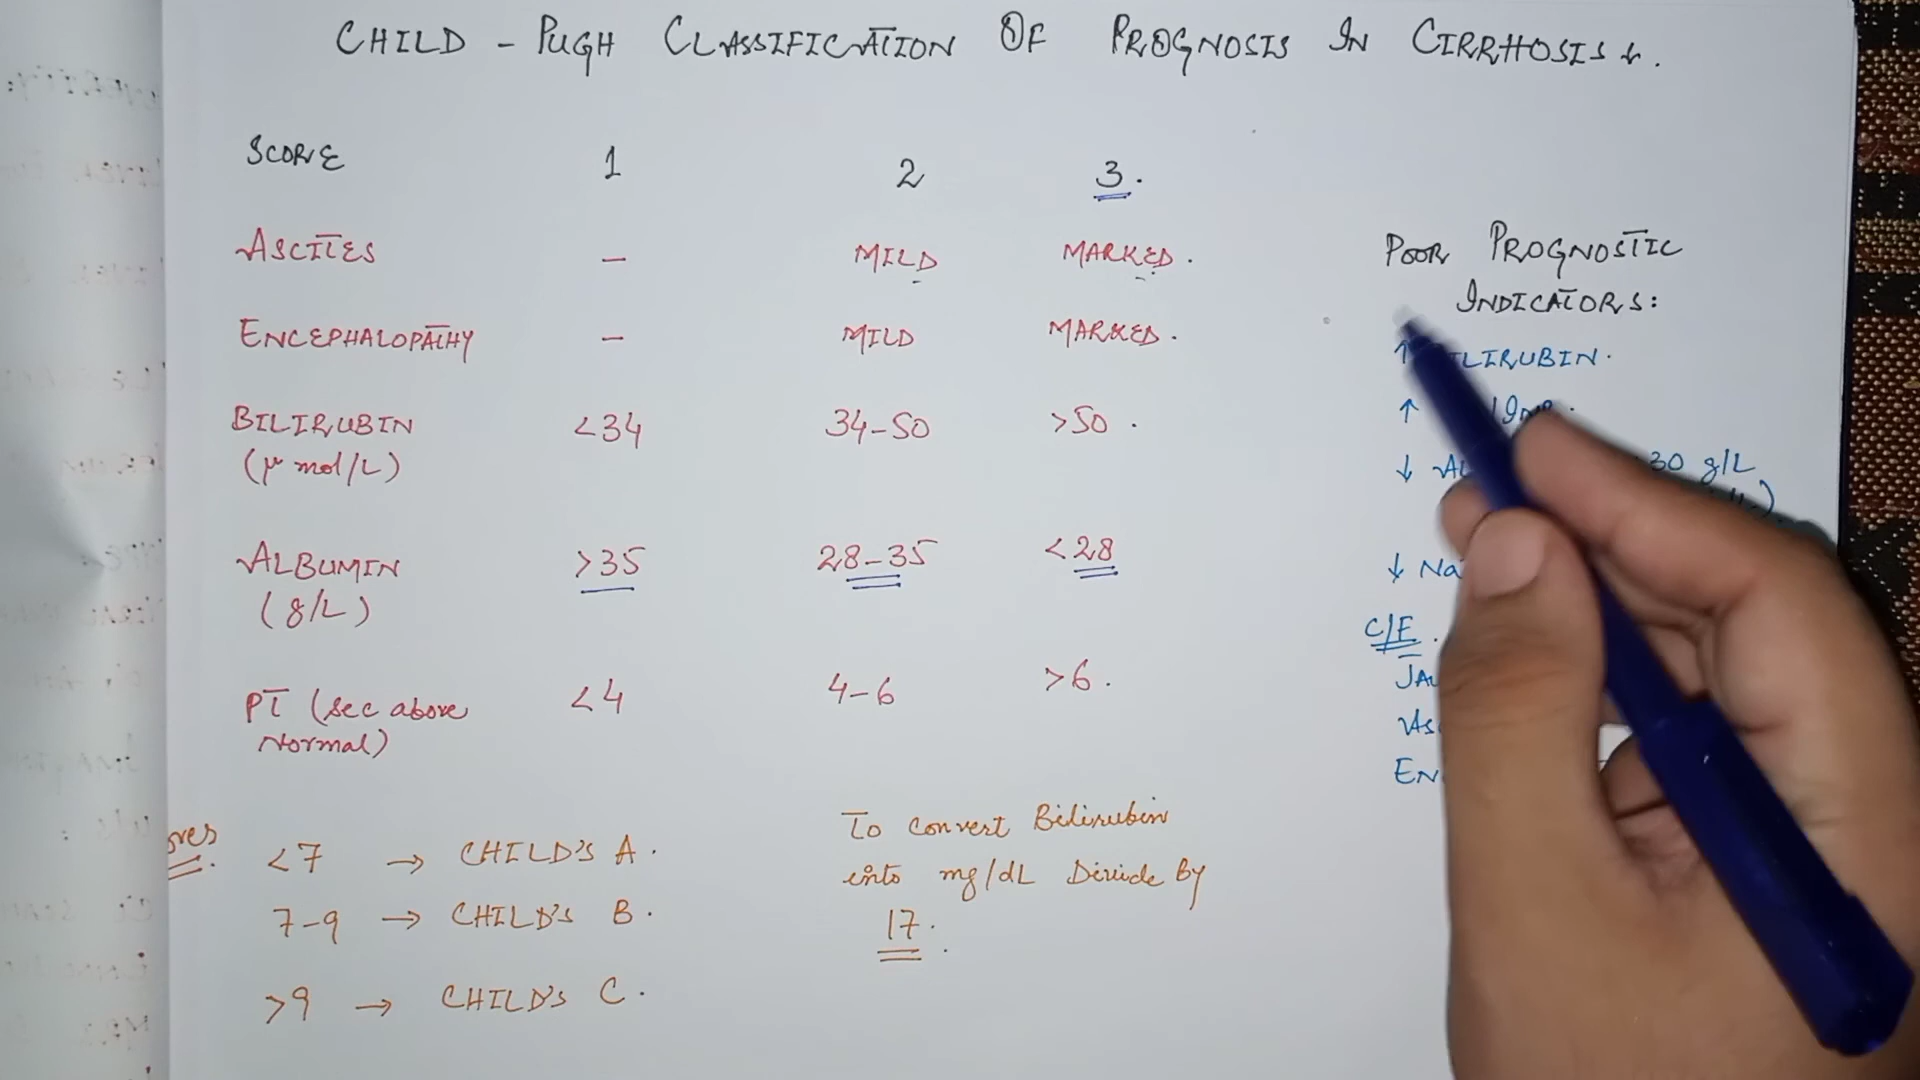 CHILD - PUGH CLASSIFICATION OF PROGNOSIS IN CIRRHOSIS.
SCORE 1 2 3.
ASCITES - MILD MARKED.
ENCEPHALOPATHY - MILD MARKED.
BILIRUBIN <34 34-50 >50.
(μ mol/L)
ALBUMIN >35 28-35 <28
(g/L)
PT (sec above <4 4-6 >6.
Normal)
<7 → CHILD'S A.
7-9 → CHILD'S B.
>9 → CHILD'S C.
To convert Bilirubin
into mg/dL Divide By
17.
POOR PROGNOSTIC
INDICATORS:
↑
↑
↓ 30 g/L
↓ Na
C/F.